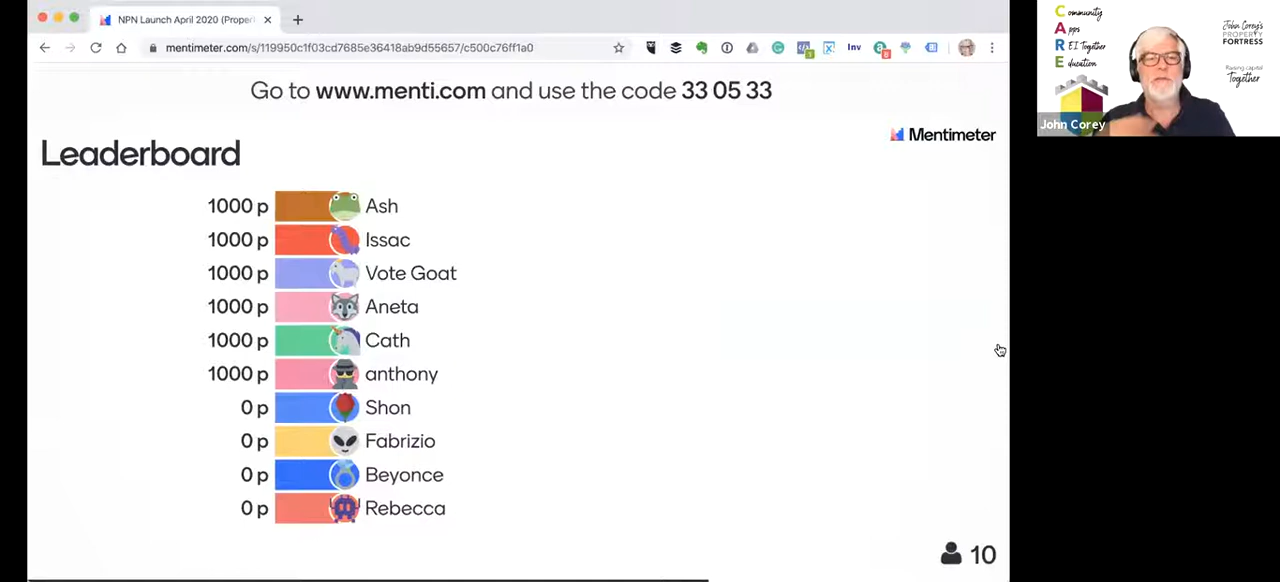 NPN Launch April 2020 (Proper
mentimeter.com/s/119950c1f03cd7685e36418ab9d55657/c500c76ff1a0
Inv
Go to www.menti.com and use the code 33 05 33
Mentimeter
Leaderboard
1000 p Ash
1000 p Issac
1000 p Vote Goat
1000 p Aneta
1000 p Cath
1000 p anthony
0 p Shon
0 p Fabrizio
0 p Beyonce
0 p Rebecca
10
Community
Apps
REI Together
Education
John Corey's
PROPERTY
FORTRESS
Raising capital
Together
John Corey